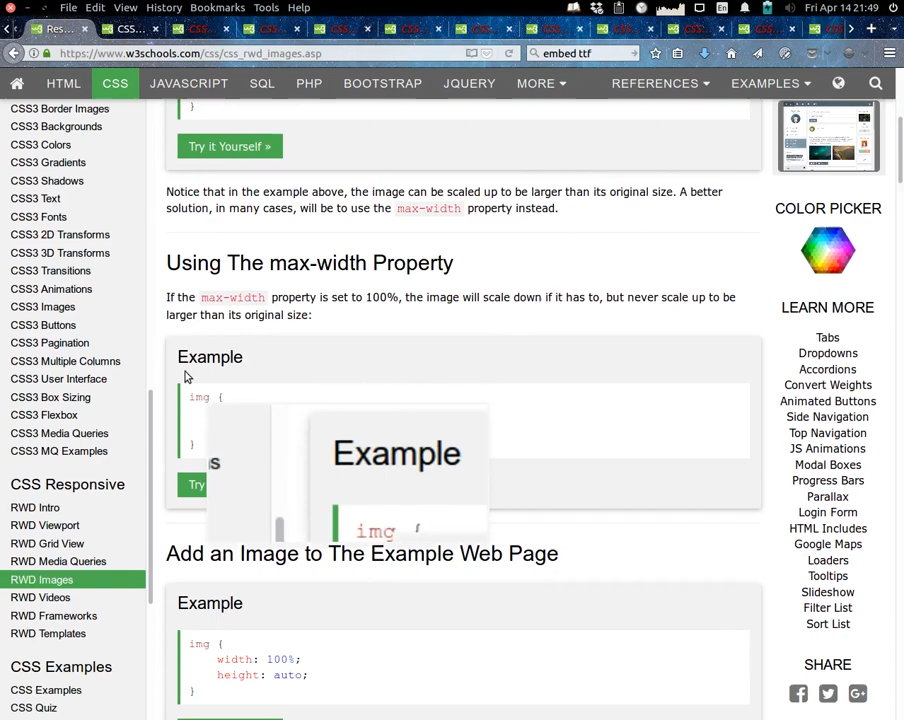 File Edit View History Bookmarks Tools Help
En
Fri Apr 14 21:49
Res...
CSS...
https://www.w3schools.com/css/css_rwd_images.asp
embed ttf
HTML CSS JAVASCRIPT SQL PHP BOOTSTRAP JQUERY MORE REFERENCES EXAMPLES
CSS3 Border Images
CSS3 Backgrounds
CSS3 Colors
CSS3 Gradients
CSS3 Shadows
CSS3 Text
CSS3 Fonts
CSS3 2D Transforms
CSS3 3D Transforms
CSS3 Transitions
CSS3 Animations
CSS3 Images
CSS3 Buttons
CSS3 Pagination
CSS3 Multiple Columns
CSS3 User Interface
CSS3 Box Sizing
CSS3 Flexbox
CSS3 Media Queries
CSS3 MQ Examples
CSS Responsive
RWD Intro
RWD Viewport
RWD Grid View
RWD Media Queries
RWD Images
RWD Videos
RWD Frameworks
RWD Templates
CSS Examples
CSS Examples
CSS Quiz
}
Try it Yourself »
Notice that in the example above, the image can be scaled up to be larger than its original size. A better
solution, in many cases, will be to use the max-width property instead.
Using The max-width Property
If the max-width property is set to 100%, the image will scale down if it has to, but never scale up to be
larger than its original size:
Example
img {
}
Try
s
Example
img {
Add an Image to The Example Web Page
Example
img {
width: 100%;
height: auto;
}
COLOR PICKER
LEARN MORE
Tabs
Dropdowns
Accordions
Convert Weights
Animated Buttons
Side Navigation
Top Navigation
JS Animations
Modal Boxes
Progress Bars
Parallax
Login Form
HTML Includes
Google Maps
Loaders
Tooltips
Slideshow
Filter List
Sort List
SHARE